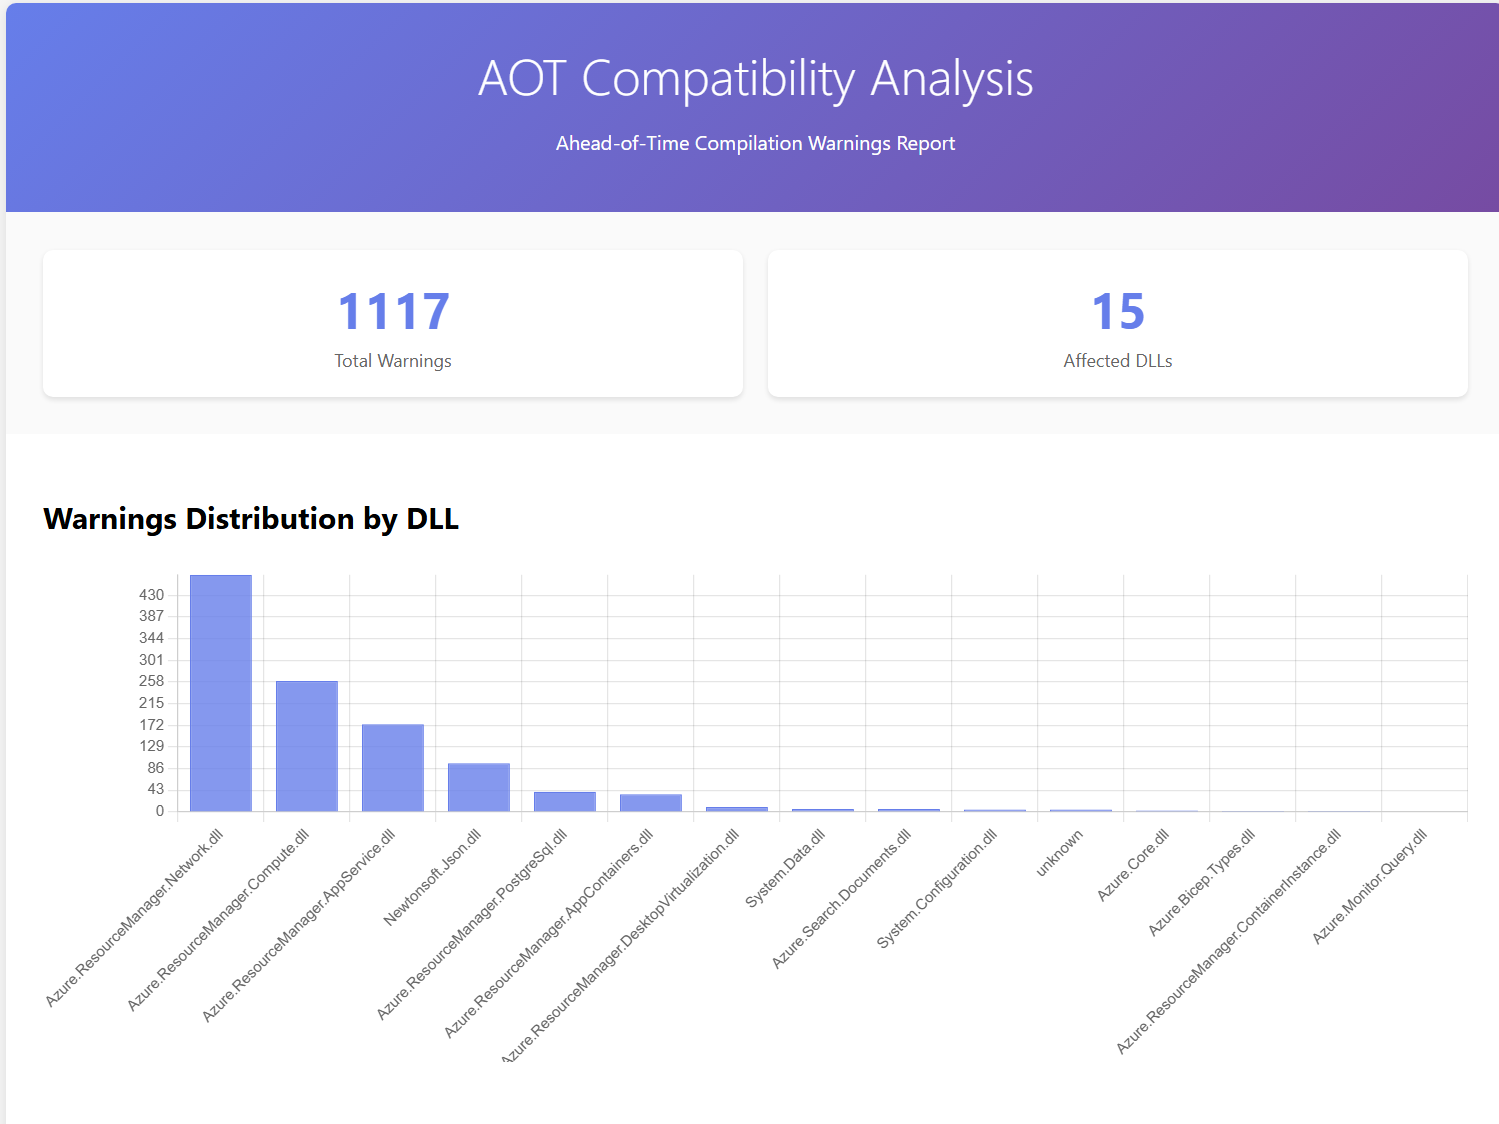 AOT Compatibility Analysis
Ahead-of-Time Compilation Warnings Report
1117
Total Warnings
15
Affected DLLs
Warnings Distribution by DLL
430
387
344
301
258
215
172
129
86
43
0
Azure.ResourceManager.Network.dll
Azure.ResourceManager.Compute.dll
Azure.ResourceManager.AppService.dll
Newtonsoft.Json.dll
Azure.ResourceManager.PostgreSql.dll
Azure.ResourceManager.AppContainers.dll
Azure.ResourceManager.DesktopVirtualization.dll
System.Data.dll
Azure.Search.Documents.dll
System.Configuration.dll
unknown
Azure.Core.dll
Azure.Bicep.Types.dll
Azure.ResourceManager.ContainerInstance.dll
Azure.Monitor.Query.dll